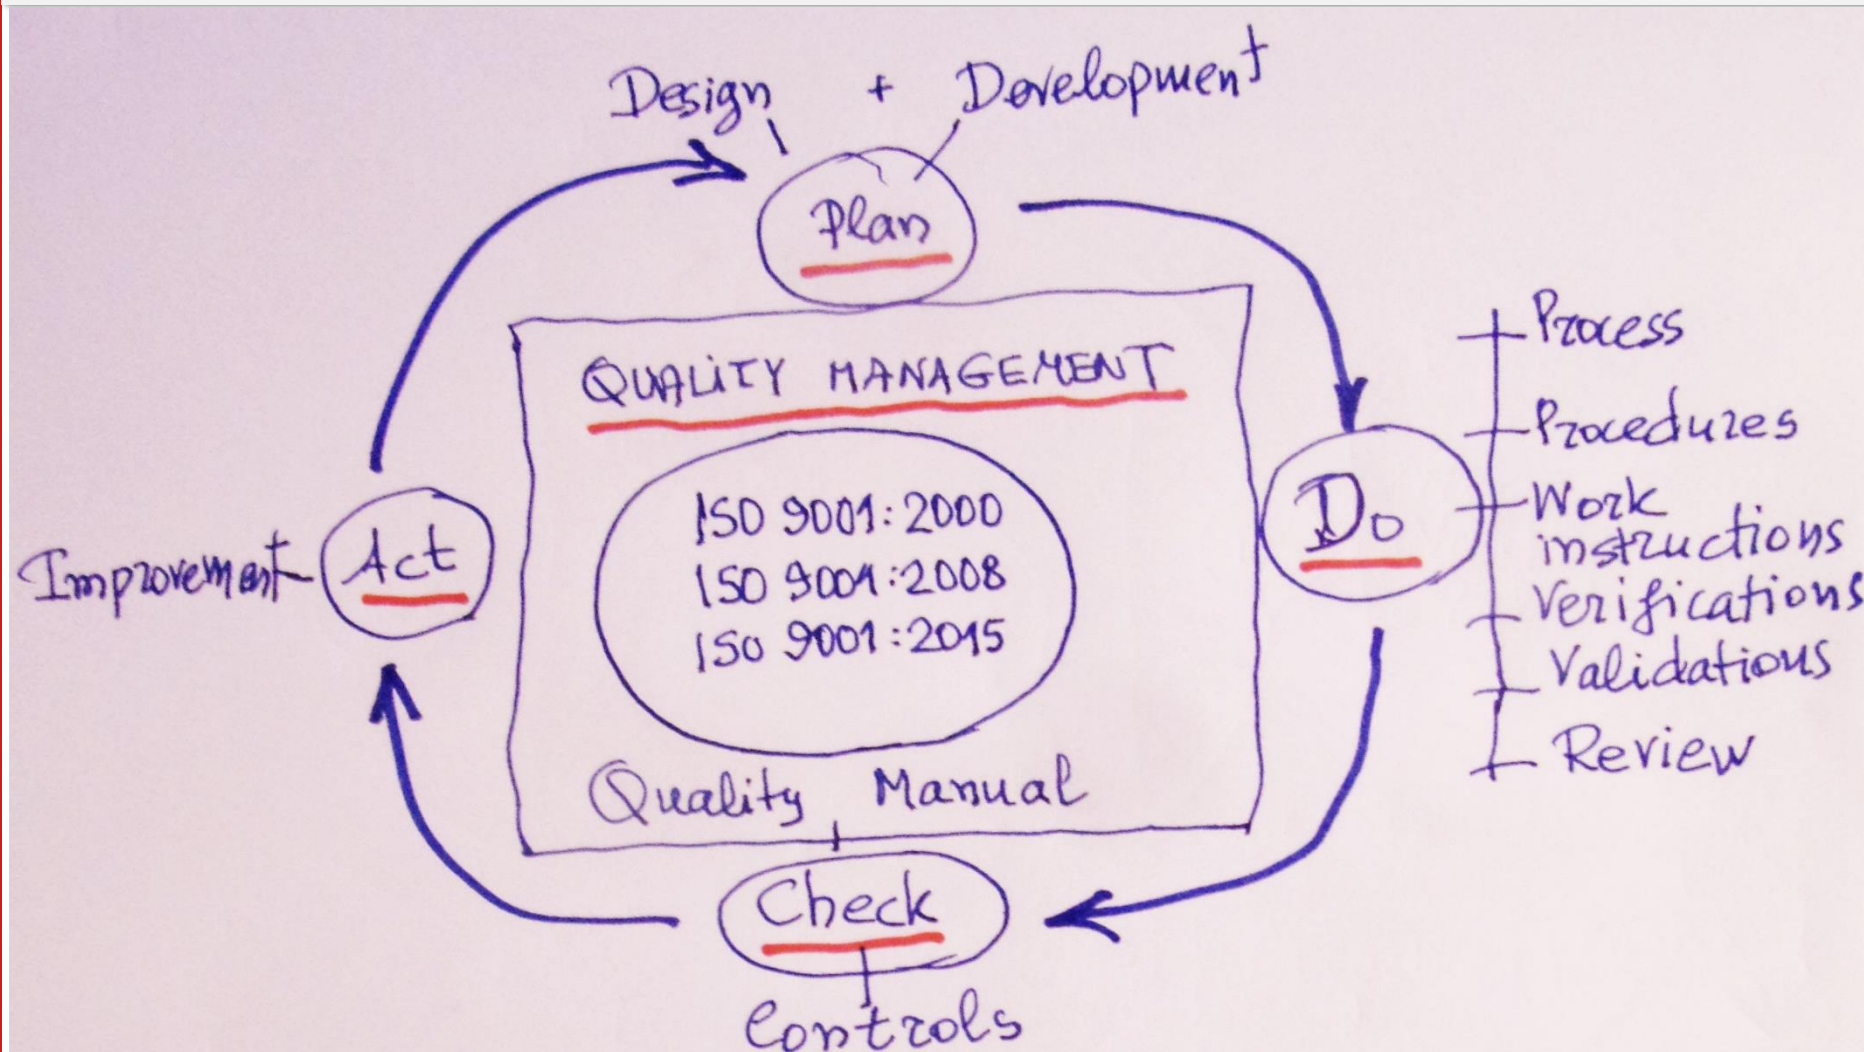 Design + Development
Plan
QUALITY MANAGEMENT
ISO 9001:2000
ISO 9001:2008
ISO 9001:2015
Quality Manual
Do
Process
Procedures
Work
instructions
Verifications
Validations
Review
Check
Controls
Act
Improvement